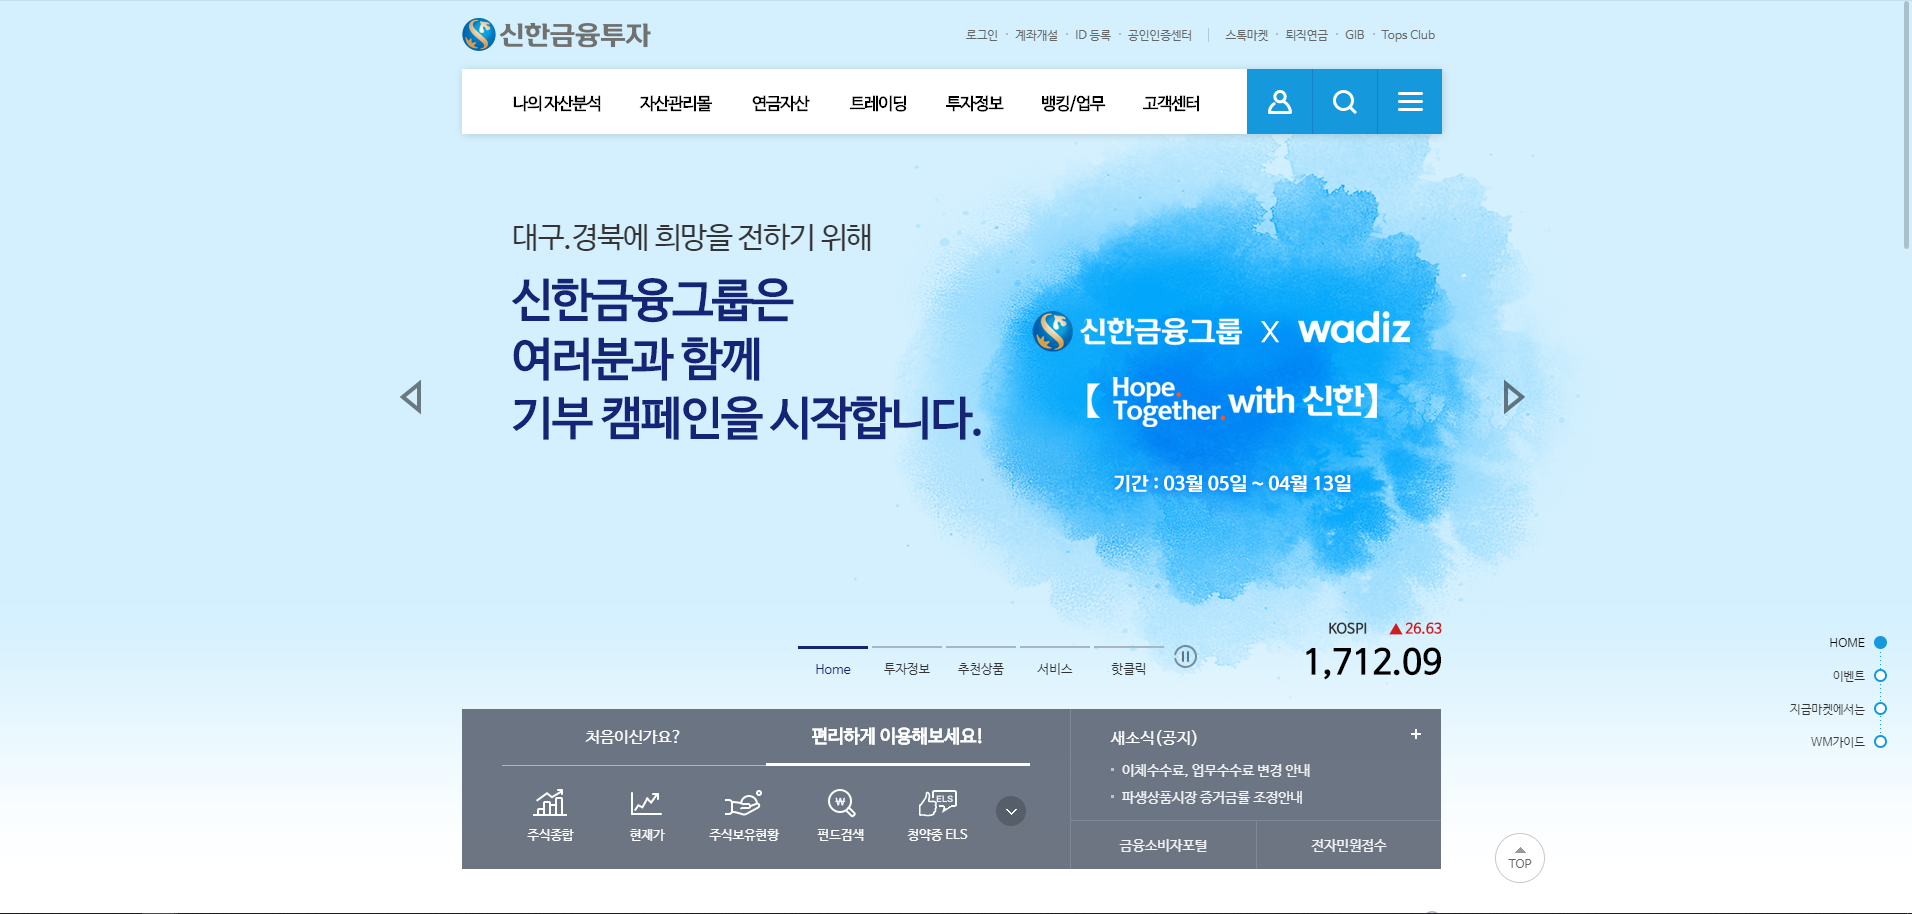 신한금융투자
로그인 · 계좌개설 · ID 등록 · 공인인증센터 | 스톡마켓 · 퇴직연금 · GIB · Tops Club
나의 자산분석 자산관리몰 연금자산 트레이딩 투자정보 뱅킹/업무 고객센터
대구.경북에 희망을 전하기 위해
신한금융그룹은
여러분과 함께
기부 캠페인을 시작합니다.
신한금융그룹 X wadiz
【 Hope. Together. with 신한】
기간 : 03월 05일 ~ 04월 13일
KOSPI ▲26.63
1,712.09
Home 투자정보 추천상품 서비스 핫클릭
HOME
이벤트
지금마켓에서는
WM가이드
처음이신가요? 편리하게 이용해보세요!
주식종합 현재가 주식보유현황 펀드검색 ELS 청약중 ELS
새소식(공지) +
· 이체수수료, 업무수수료 변경 안내
· 파생상품시장 증거금률 조정안내
금융소비자포털 전자민원접수
TOP